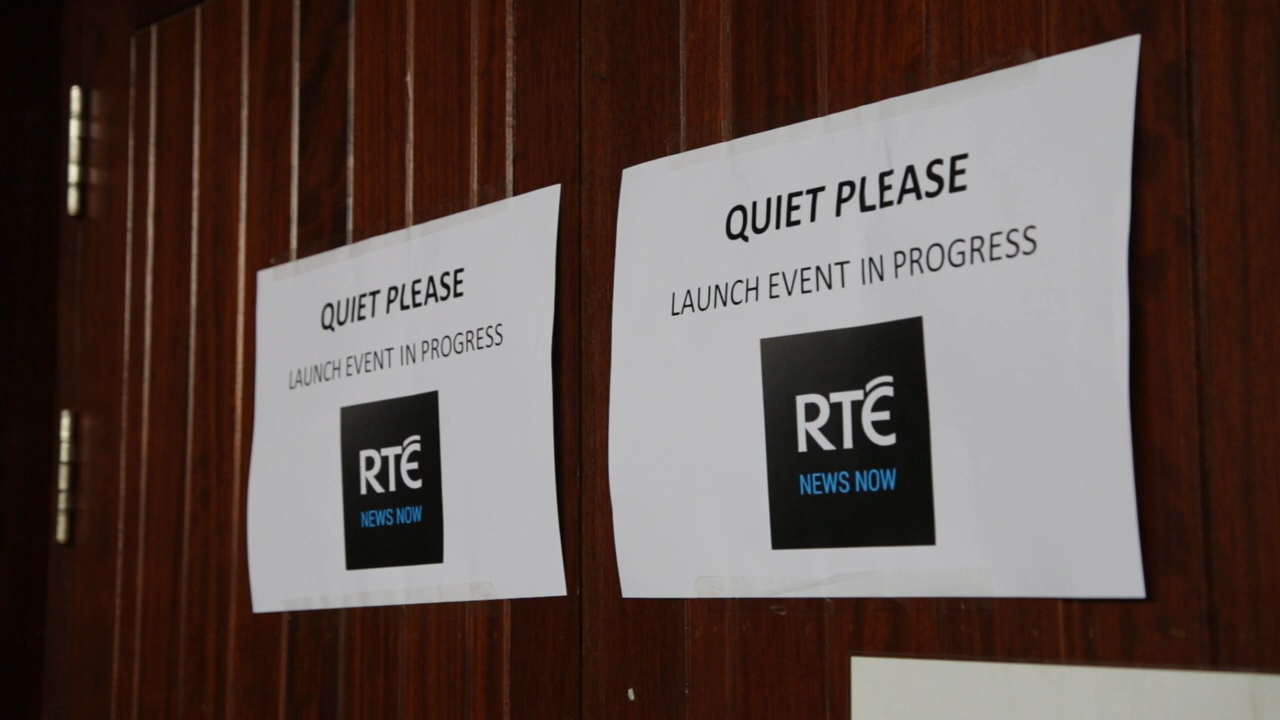 QUIET PLEASE
LAUNCH EVENT IN PROGRESS
RTÉ
NEWS NOW
QUIET PLEASE
LAUNCH EVENT IN PROGRESS
RTÉ
NEWS NOW